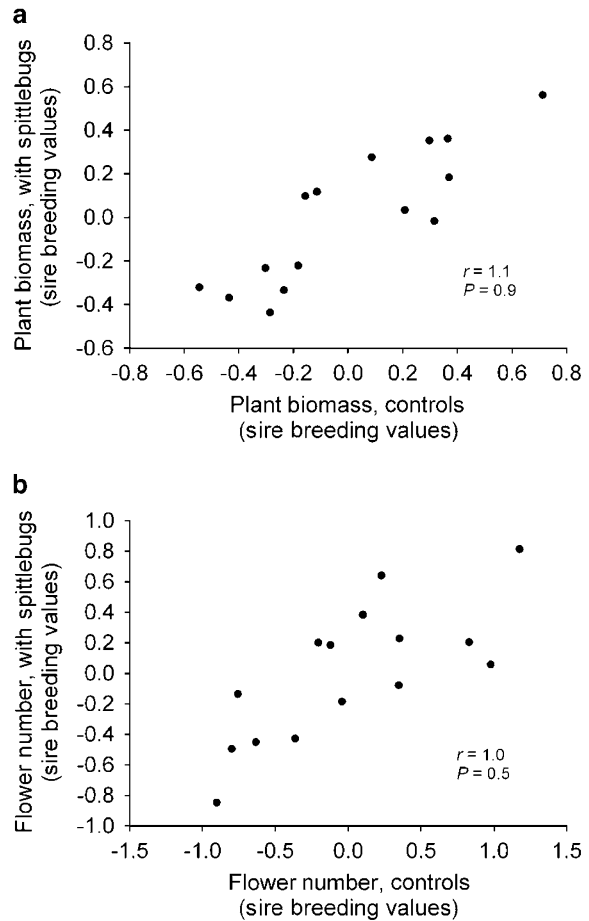 a
Plant biomass, with spittlebugs
(sire breeding values)
0.8
0.6
0.4
0.2
0.0
-0.2
-0.4
-0.6
r = 1.1
P = 0.9
-0.8 -0.6 -0.4 -0.2 0.0 0.2 0.4 0.6 0.8
Plant biomass, controls
(sire breeding values)
b
Flower number, with spittlebugs
(sire breeding values)
1.0
0.8
0.6
0.4
0.2
0.0
-0.2
-0.4
-0.6
-0.8
-1.0
r = 1.0
P = 0.5
-1.5 -1.0 -0.5 0.0 0.5 1.0 1.5
Flower number, controls
(sire breeding values)